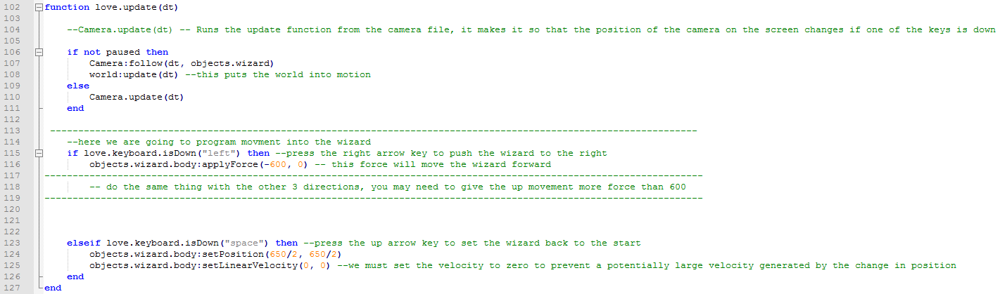 102 function love.update(dt)
103
104 --Camera.update(dt) -- Runs the update function from the camera file, it makes it so that the position of the camera on the screen changes if one of the keys is down
105
106 if not paused then
107 Camera:follow(dt, objects.wizard)
108 world:update(dt) --this puts the world into motion
109 else
110 Camera.update(dt)
111 end
112
113 -------------------------------------------------------------------------------------------------------------------
114 --here we are going to program movment into the wizard
115 if love.keyboard.isDown("left") then --press the right arrow key to push the wizard to the right
116 objects.wizard.body:applyForce(-600, 0) -- this force will move the wizard forward
117 ---------------------------------------------------------------------------------------------------------------------
118 -- do the same thing with the other 3 directions, you may need to give the up movement more force than 600
119 ---------------------------------------------------------------------------------------------------------------------
120
121
122
123 elseif love.keyboard.isDown("space") then --press the up arrow key to set the wizard back to the start
124 objects.wizard.body:setPosition(650/2, 650/2)
125 objects.wizard.body:setLinearVelocity(0, 0) --we must set the velocity to zero to prevent a potentially large velocity generated by the change in position
126 end
127 end